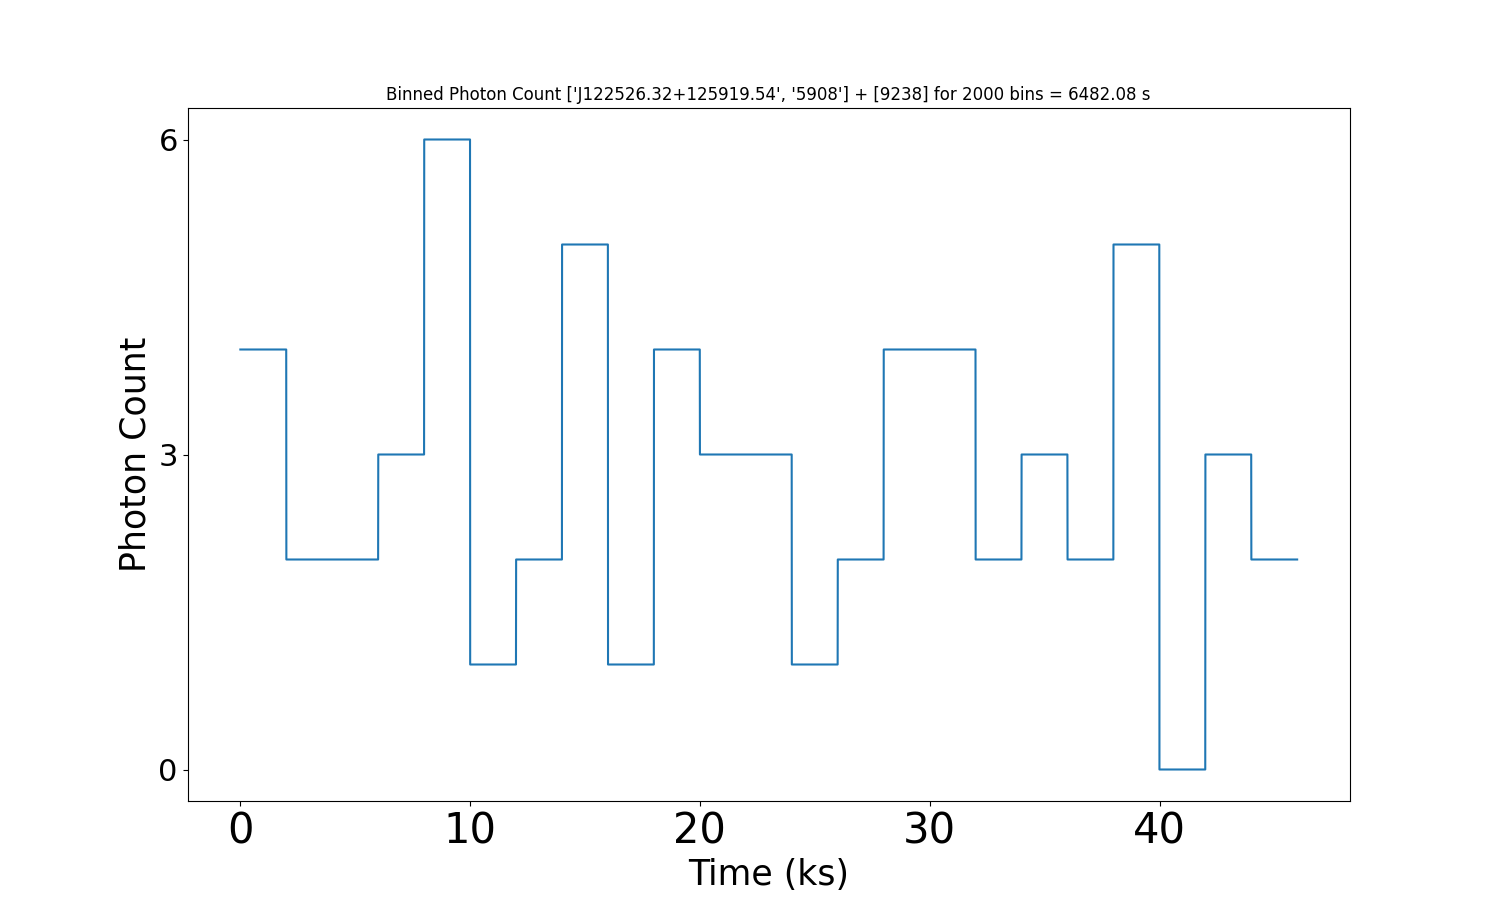 Binned Photon Count ['J122526.32+125919.54', '5908'] + [9238] for 2000 bins = 6482.08 s
6
3
0
Photon Count
0 10 20 30 40
Time (ks)